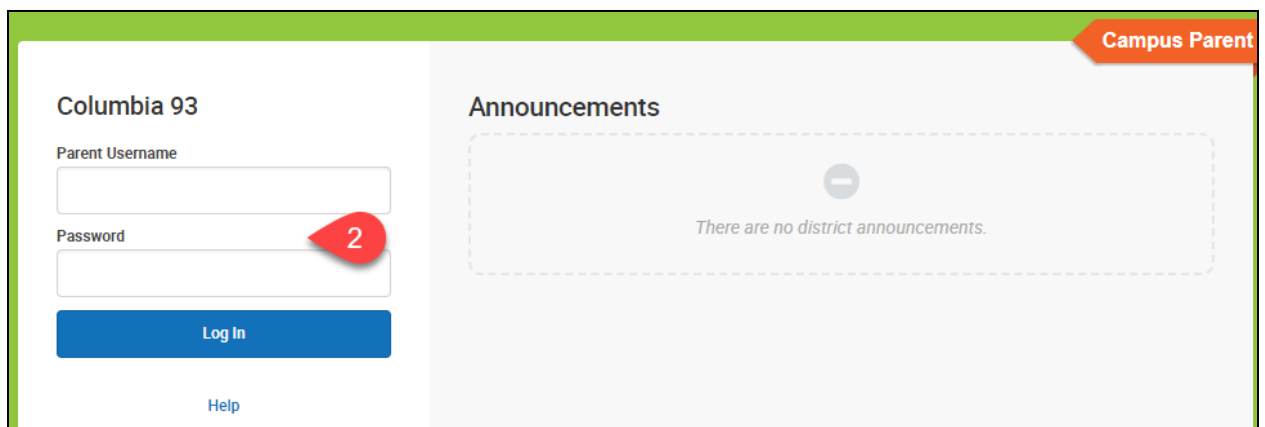 Campus Parent
Columbia 93
Parent Username
Password
2
Log In
Help
Announcements
There are no district announcements.